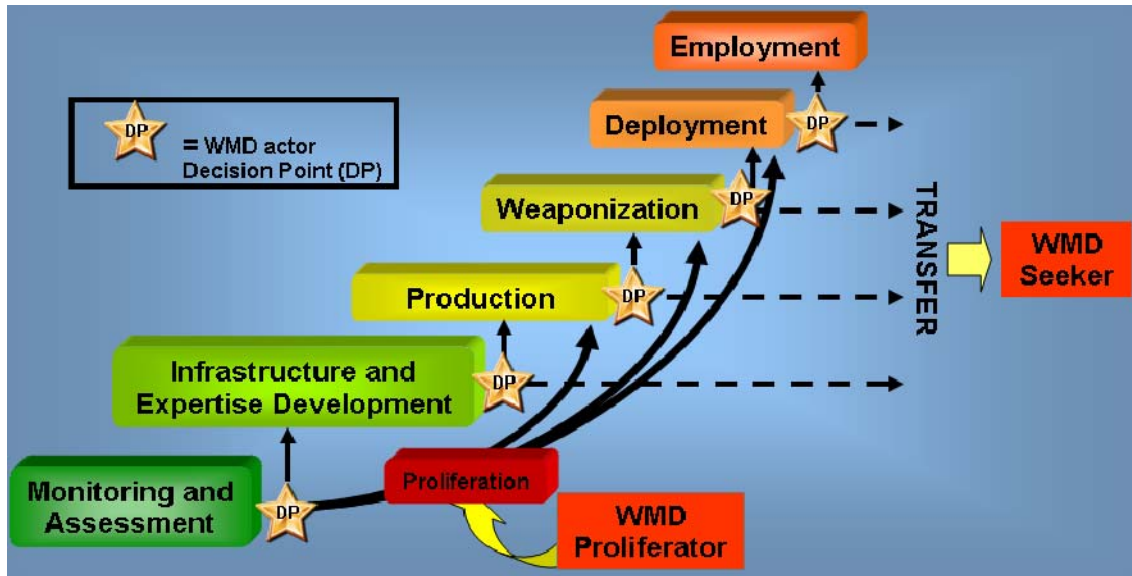 Employment
DP
= WMD actor
Decision Point (DP)
Deployment
DP
Weaponization
DP
TRANSFER
WMD
Seeker
Production
DP
Infrastructure and
Expertise Development
DP
Monitoring and
Assessment
DP
Proliferation
WMD
Proliferator